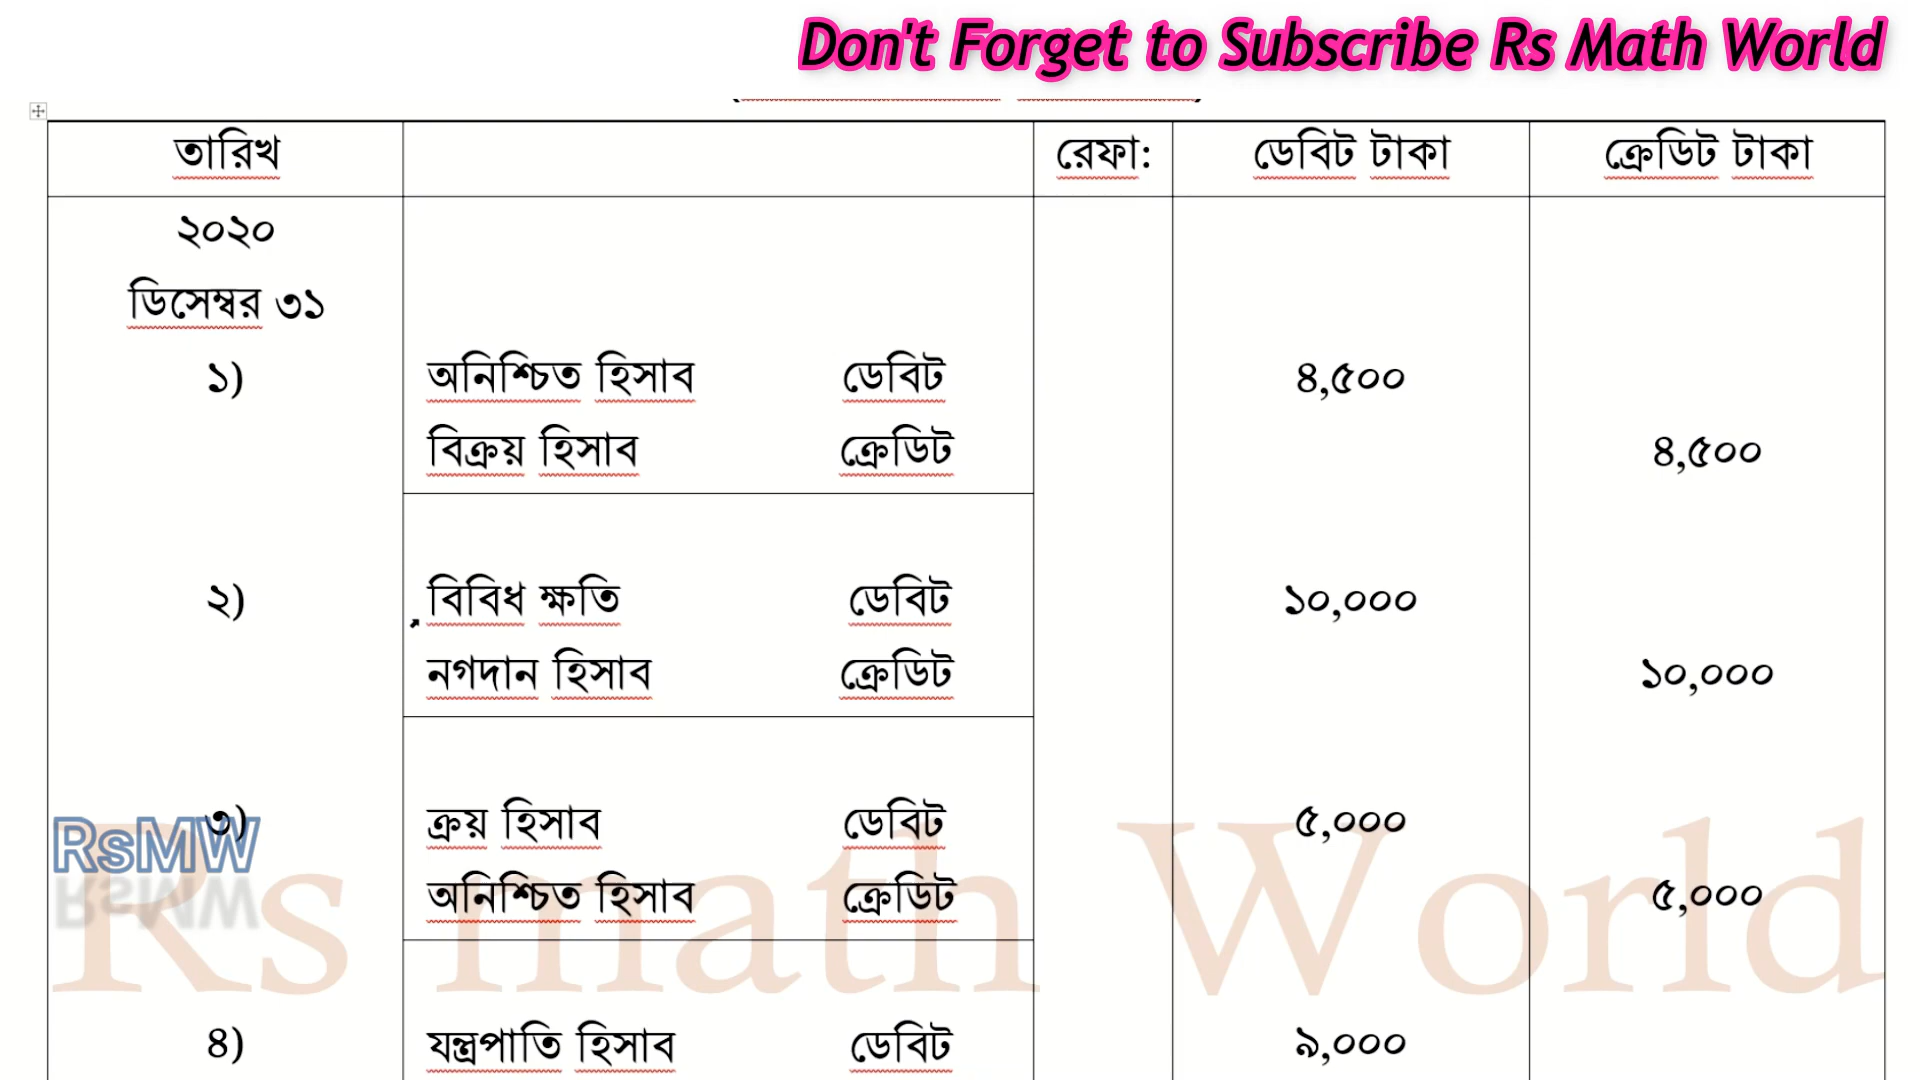 Don't Forget to Subscribe Rs Math World
তারিখ রেফা: ডেবিট টাকা ক্রেডিট টাকা
২০২০
ডিসেম্বর ৩১
১) অনিশ্চিত হিসাব ডেবিট ৪,৫০০
বিক্রয় হিসাব ক্রেডিট ৪,৫০০
২) বিবিধ ক্ষতি ডেবিট ১০,০০০
নগদান হিসাব ক্রেডিট ১০,০০০
৩) ক্রয় হিসাব ডেবিট ৫,০০০
RsMW
অনিশ্চিত হিসাব ক্রেডিট ৫,০০০
Rs math World
৪) যন্ত্রপাতি হিসাব ডেবিট ৯,০০০